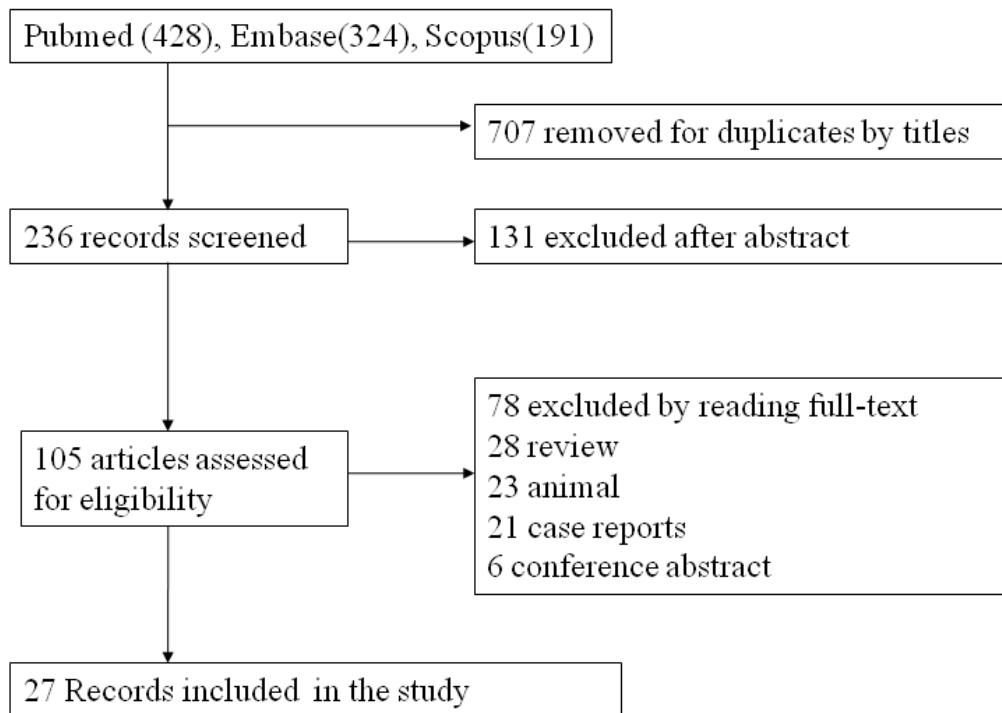 Pubmed (428), Embase(324), Scopus(191)
707 removed for duplicates by titles
236 records screened
131 excluded after abstract
105 articles assessed
for eligibility
78 excluded by reading full-text
28 review
23 animal
21 case reports
6 conference abstract
27 Records included in the study